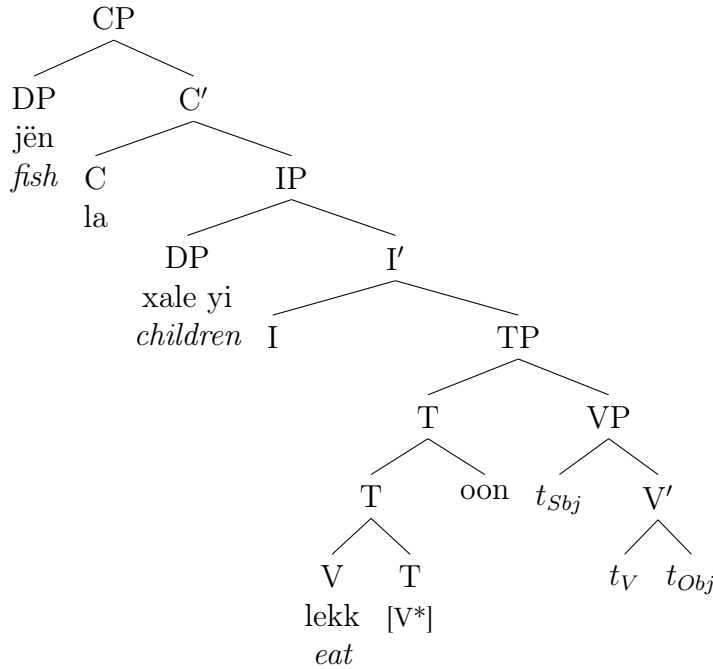 CP
DP C′
jën
fish C IP
la
DP I′
xale yi
children I TP
T VP
T oon t_Sbj V′
V T t_V t_Obj
lekk [V*]
eat